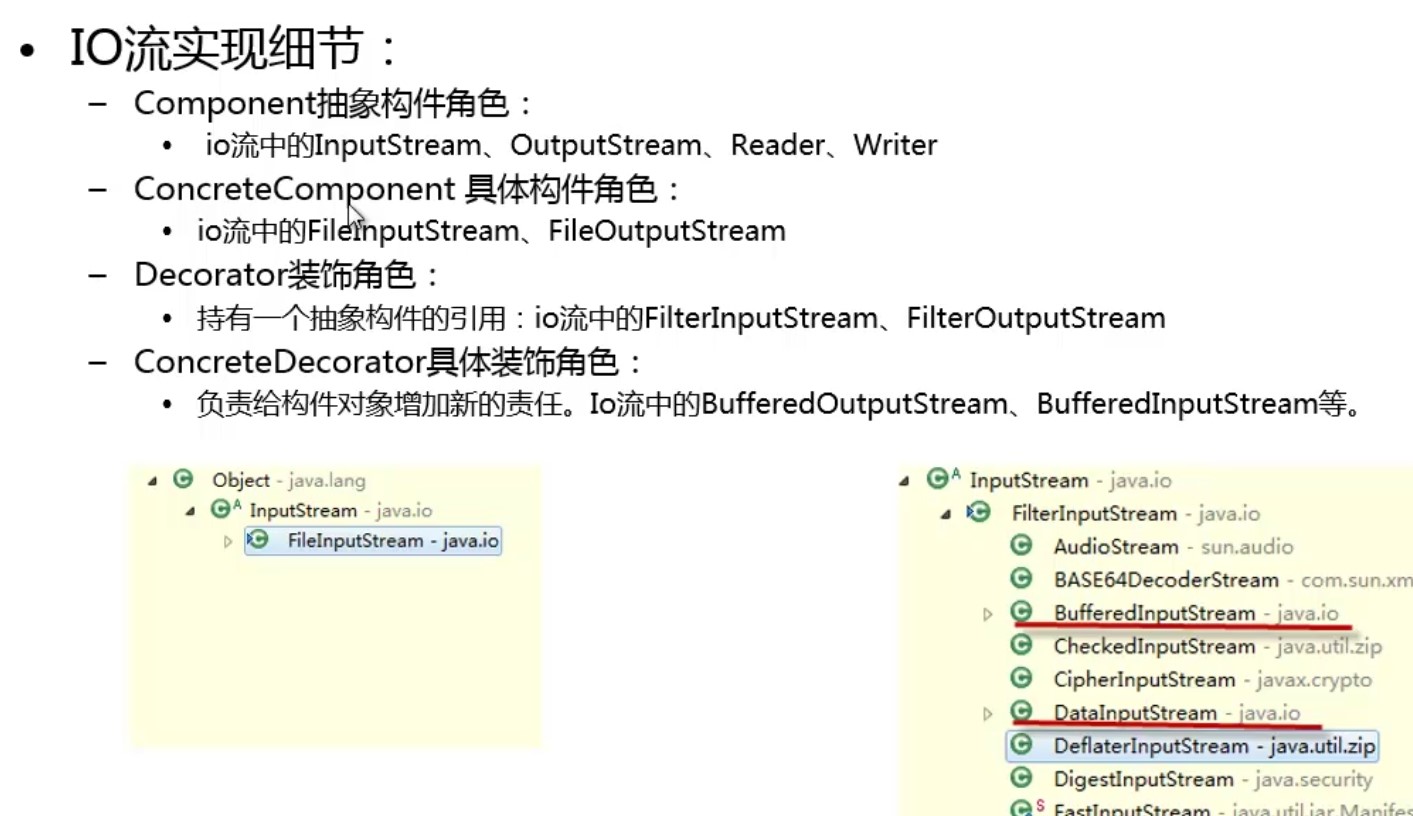 • IO流实现细节：
– Component抽象构件角色：
• io流中的InputStream、OutputStream、Reader、Writer
– ConcreteComponent 具体构件角色：
• io流中的FileInputStream、FileOutputStream
– Decorator装饰角色：
• 持有一个抽象构件的引用：io流中的FilterInputStream、FilterOutputStream
– ConcreteDecorator具体装饰角色：
• 负责给构件对象增加新的责任。Io流中的BufferedOutputStream、BufferedInputStream等。
Object - java.lang
InputStream - java.io
FileInputStream - java.io
InputStream - java.io
FilterInputStream - java.io
AudioStream - sun.audio
BASE64DecoderStream - com.sun.xm
BufferedInputStream - java.io
CheckedInputStream - java.util.zip
CipherInputStream - javax.crypto
DataInputStream - java.io
DeflaterInputStream - java.util.zip
DigestInputStream - java.security
FastInputStream - java.util.jar.Manifes